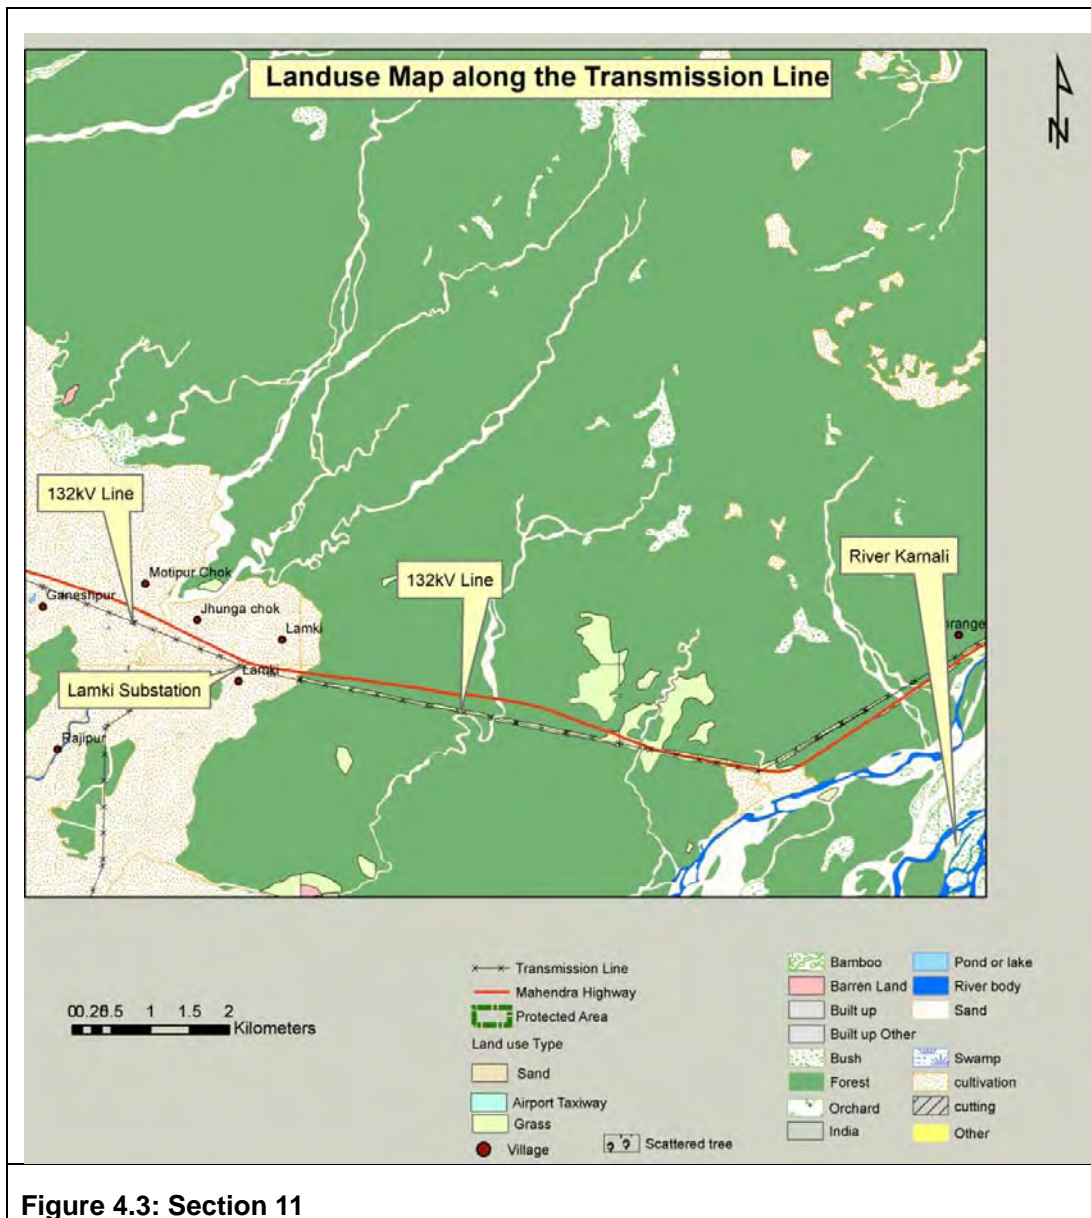 Landuse Map along the Transmission Line
N
132kV Line
Motipur Chok
Ganeshpur
Jhunga chok
Lamki
132kV Line
River Karnali
Lamki
Lamki Substation
Rajipur
Transmission Line
Mahendra Highway
Protected Area
Land use Type
Sand
Airport Taxiway
Grass
Village
Scattered tree
Bamboo
Barren Land
Built up
Built up Other
Bush
Forest
Orchard
India
Pond or lake
River body
Sand
Swamp
cultivation
cutting
Other
1 1.5 2
Kilometers
Figure 4.3: Section 11